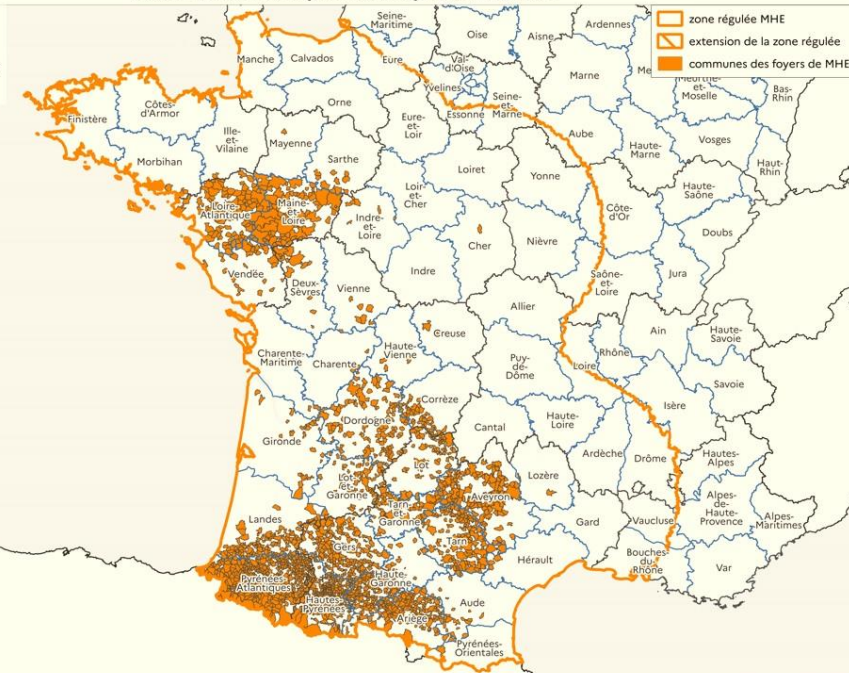 zone régulée MHE
extension de la zone régulée
communes des foyers de MHE
Seine-
Maritime
Oise
Aisne
Ardennes
Manche
Calvados
Eure
Val-
d'Oise
Marne
Meurthe-
et-
Moselle
Bas-
Rhin
Yvelines
Seine-
et-
Marne
Essonne
Finistère
Côtes-
d'Armor
Orne
Ille-
et-
Vilaine
Mayenne
Eure-
et-
Loir
Aube
Haute-
Marne
Vosges
Haut-
Rhin
Morbihan
Sarthe
Loiret
Yonne
Haute-
Saône
Loire-
Atlantique
Maine-
et-
Loire
Loir-
et-
Cher
Côte-
d'Or
Doubs
Indre-
et-
Loire
Cher
Nièvre
Vendée
Deux-
Sèvres
Vienne
Indre
Saône-
et-
Loire
Jura
Allier
Charente-
Maritime
Charente
Haute-
Vienne
Creuse
Puy-
de-
Dôme
Loire
Rhône
Ain
Haute-
Savoie
Savoie
Isère
Corrèze
Dordogne
Cantal
Haute-
Loire
Gironde
Lot
Ardèche
Drôme
Hautes-
Alpes
Lot-
et-
Garonne
Aveyron
Lozère
Tarn-
et-
Garonne
Alpes-
de-
Haute-
Provence
Alpes-
Maritimes
Landes
Gers
Tarn
Gard
Vaucluse
Hérault
Bouches-
du-
Rhône
Var
Pyrénées-
Atlantiques
Hautes-
Pyrénées
Haute-
Garonne
Ariège
Aude
Pyrénées-
Orientales